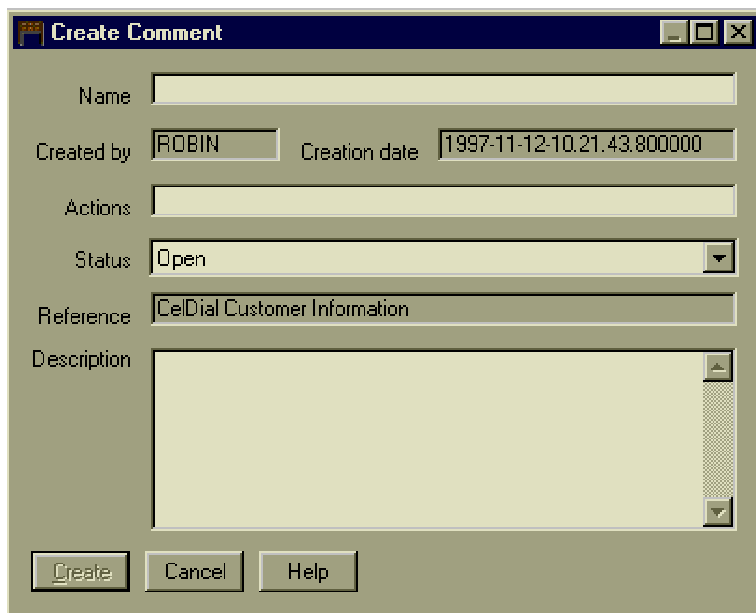 Create Comment
Name
Created by ROBIN Creation date 1997-11-12-10.21.43.800000
Actions
Status Open
Reference CelDial Customer Information
Description
Create Cancel Help